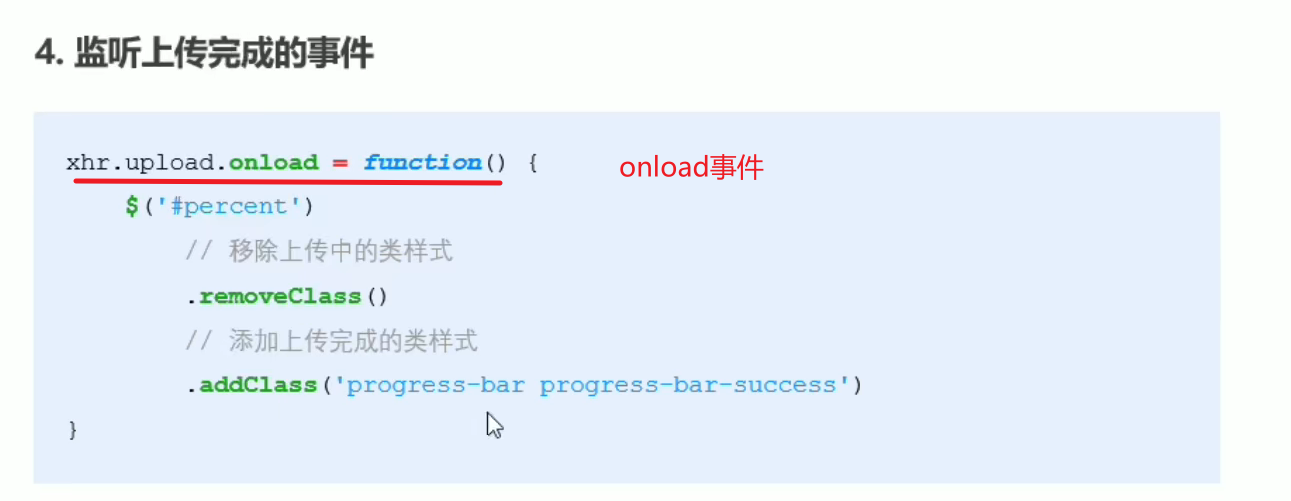 4. 监听上传完成的事件
xhr.upload.onload = function() {
onload事件
$('#percent')
// 移除上传中的类样式
.removeClass()
// 添加上传完成的类样式
.addClass('progress-bar progress-bar-success')
}